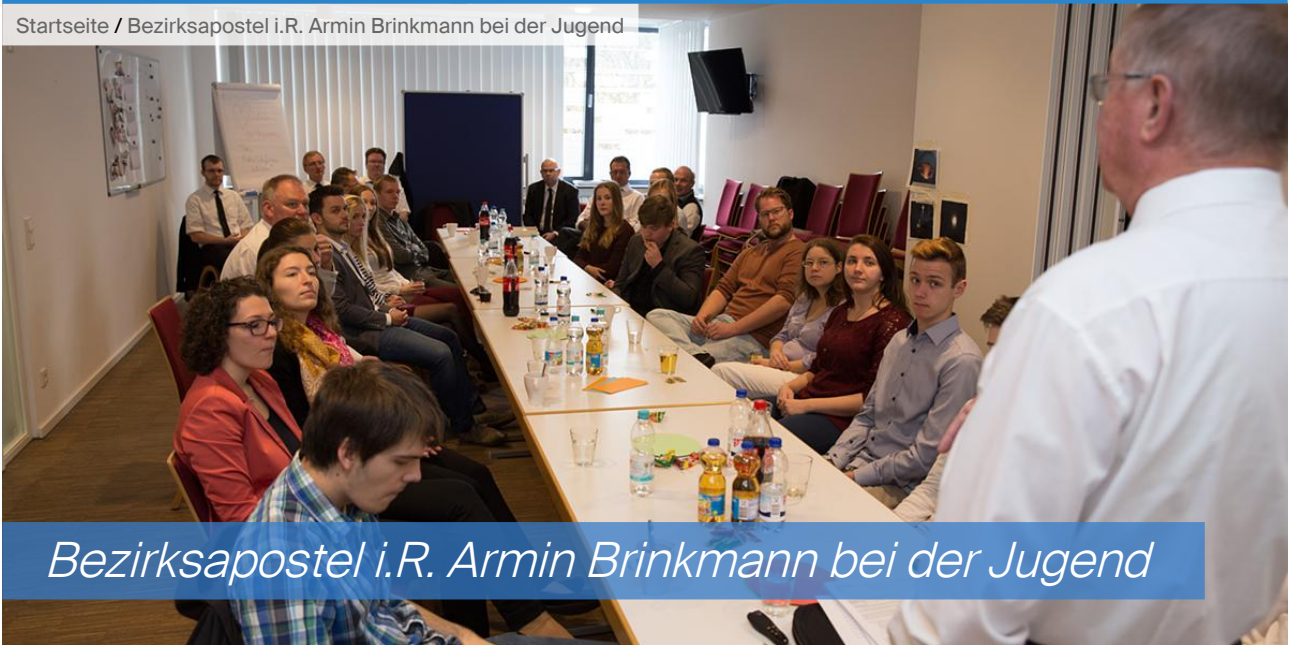 Startseite / Bezirksapostel i.R. Armin Brinkmann bei der Jugend
Bezirksapostel i.R. Armin Brinkmann bei der Jugend